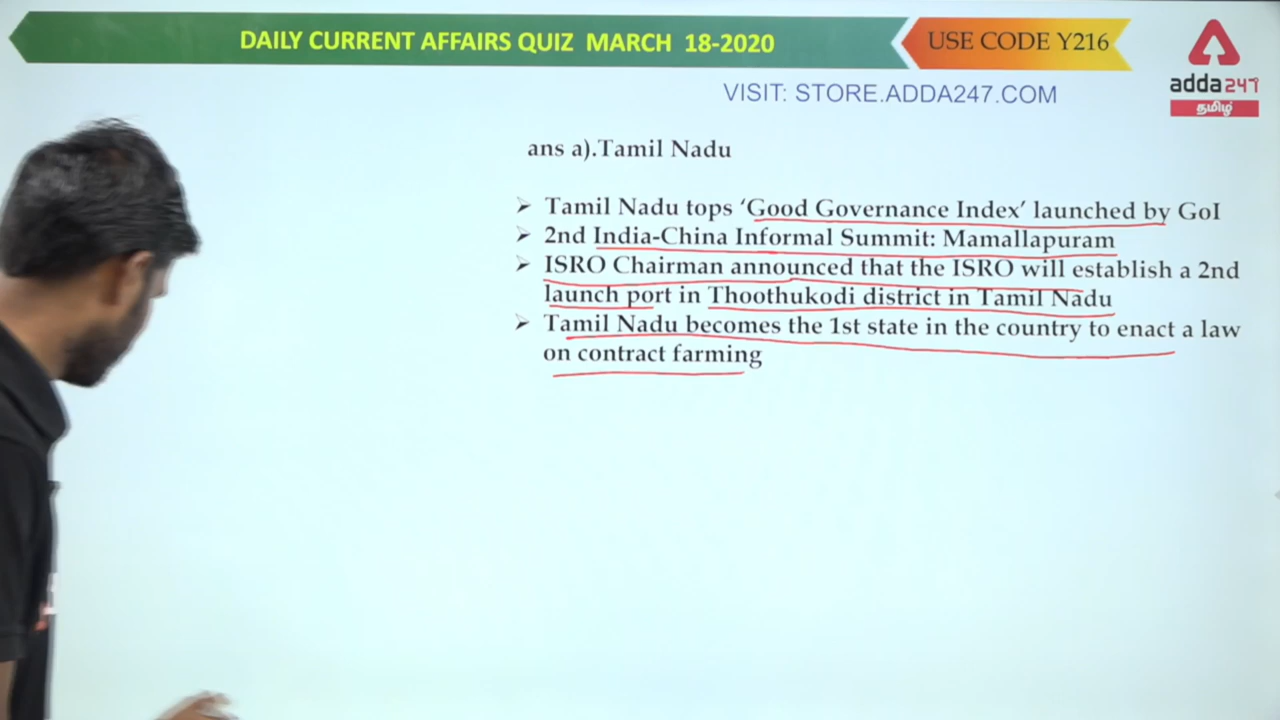 DAILY CURRENT AFFAIRS QUIZ MARCH 18-2020
USE CODE Y216
adda247
தமிழ்
VISIT: STORE.ADDA247.COM
ans a).Tamil Nadu
➢ Tamil Nadu tops ‘Good Governance Index’ launched by GoI
➢ 2nd India-China Informal Summit: Mamallapuram
➢ ISRO Chairman announced that the ISRO will establish a 2nd
launch port in Thoothukodi district in Tamil Nadu
➢ Tamil Nadu becomes the 1st state in the country to enact a law
on contract farming